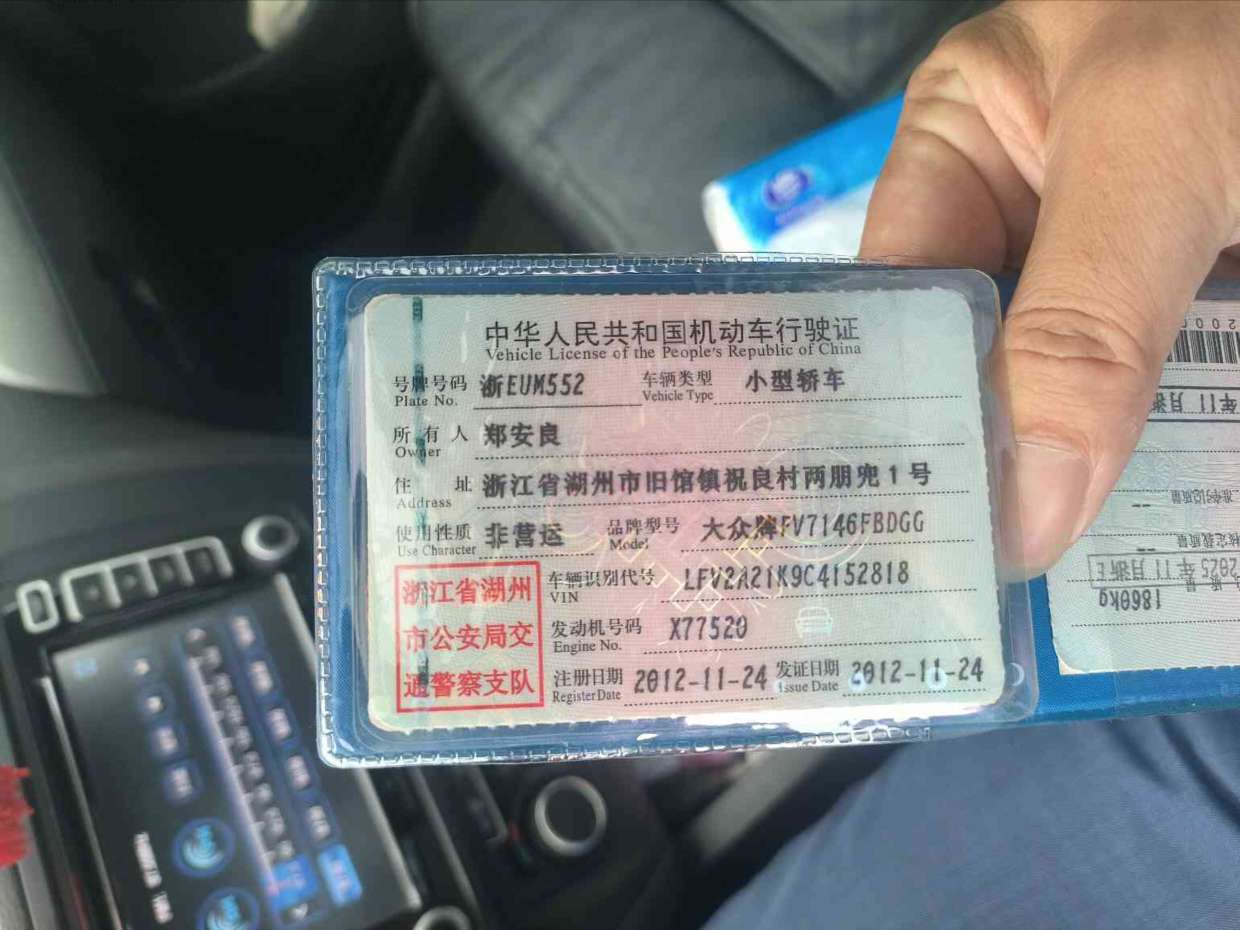 中华人民共和国机动车行驶证
Vehicle License of the People's Republic of China
号牌号码 浙EUM552 车辆类型 小型轿车
Plate No. Vehicle Type
所有人 郑安良
Owner
住址 浙江省湖州市旧馆镇祝良村两朋兜1号
Address
使用性质 非营运 品牌型号 大众牌FV7146FBDGG
Use Character Model
浙江省湖州
市公安局交
通警察支队
车辆识别代号 LFV2A21K9C4152818
VIN
发动机号码 X77520
Engine No.
注册日期 2012-11-24 发证日期 2012-11-24
Register Date Issue Date
1860kg